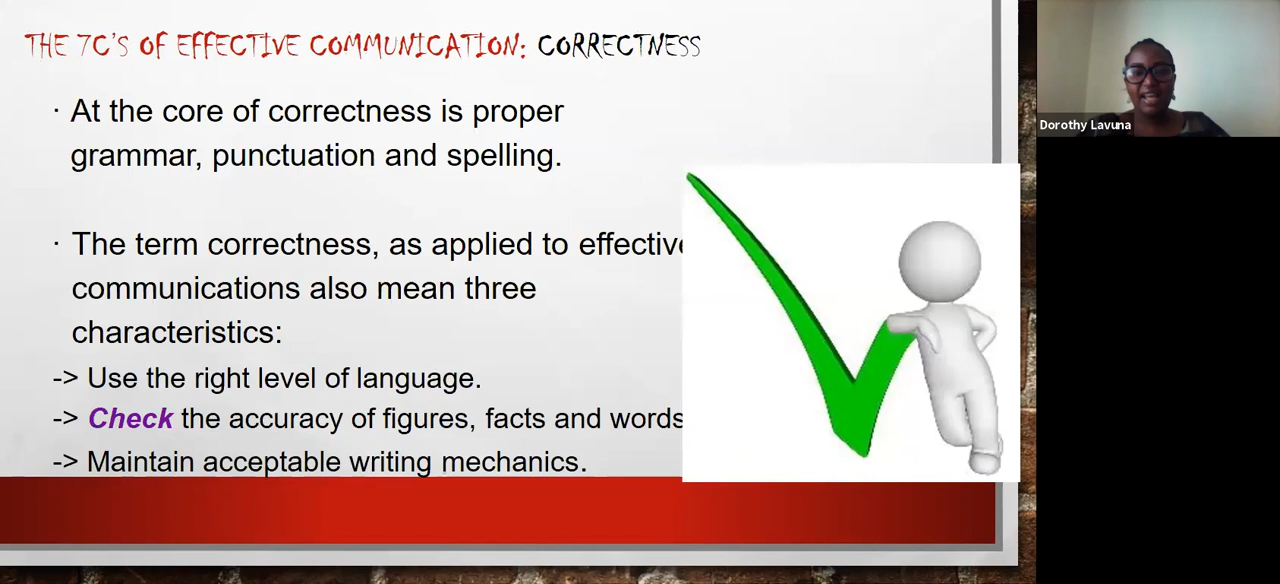 THE 7C'S OF EFFECTIVE COMMUNICATION: CORRECTNESS
· At the core of correctness is proper
grammar, punctuation and spelling.
· The term correctness, as applied to effective
communications also mean three
characteristics:
-> Use the right level of language.
-> Check the accuracy of figures, facts and words
-> Maintain acceptable writing mechanics.
Dorothy Lavuna